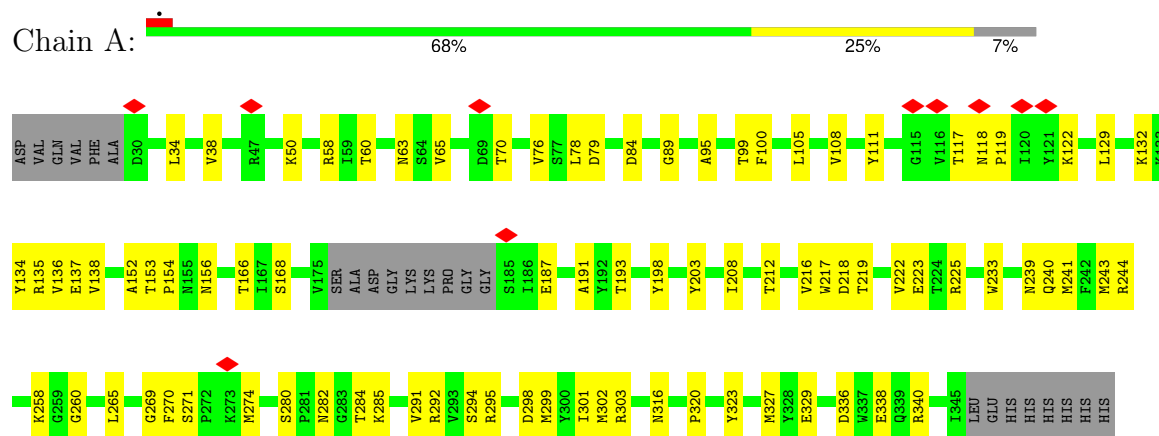 Chain A:
68% 25% 7%
ASP VAL GLN VAL PHE ALA D30 L34 V38 R47 K50 R58 I59 T60 N63 S64 V65 D69 T70 V76 S77 L78 D79 D84 G89 A95 T99 F100 L105 V108 Y111 G115 V116 T117 N118 P119 I120 Y121 K122 L129 K132
Y134 R135 V136 E137 V138 A152 T153 P154 N155 N156 T166 I167 S168 V175 SER ALA ASP GLY LYS LYS PRO GLY GLY S185 I186 E187 A191 Y192 T193 Y198 Y203 I208 T212 V216 W217 D218 T219 V222 E223 T224 R225 W233 N239 Q240 M241 F242 M243 R244
K258 G259 G260 L265 G269 F270 S271 P272 K273 M274 S280 P281 N282 G283 T284 K285 V291 R292 V293 S294 R295 D298 M299 Y300 I301 M302 R303 N316 P320 Y323 M327 Y328 E329 D336 W337 E338 Q339 R340 I345 LEU GLU HIS HIS HIS HIS HIS HIS